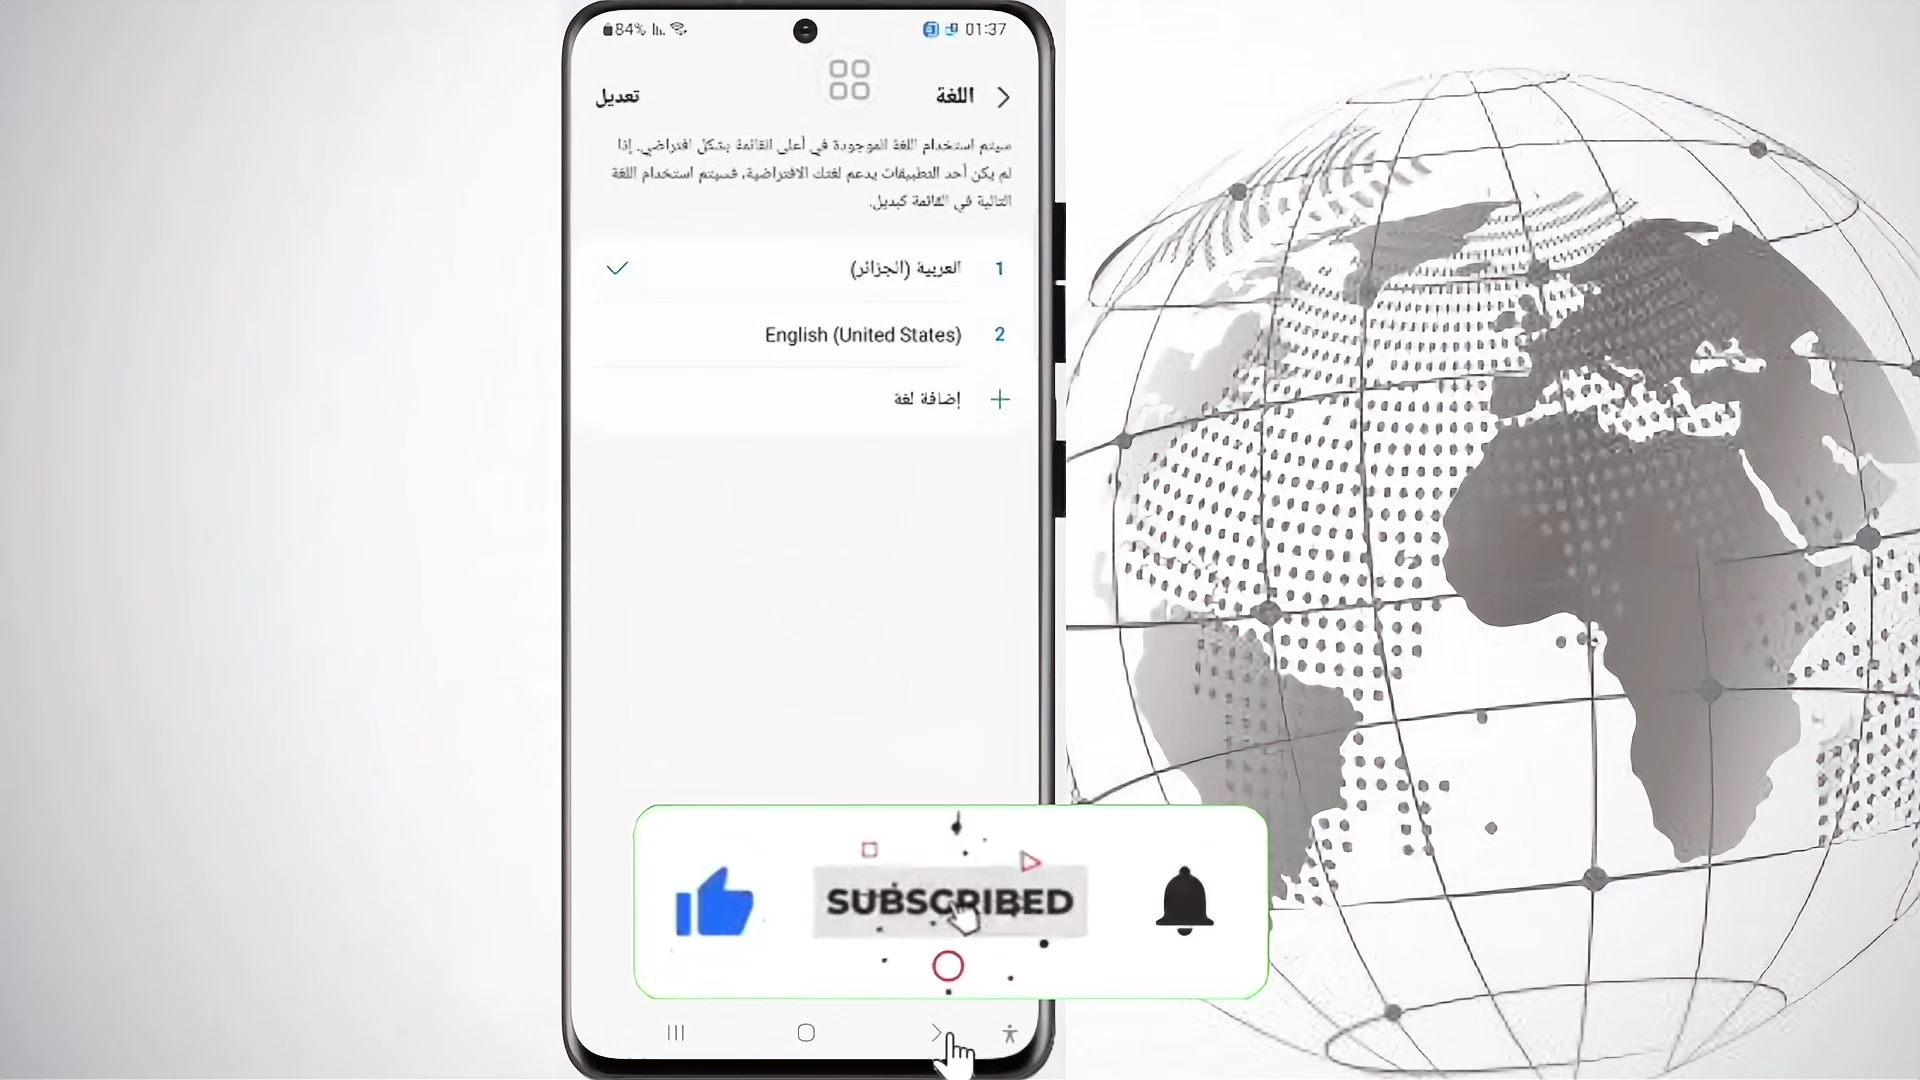 84% 01:37
اللغة
تعديل
سيتم استخدام اللغة الموجودة في أعلى القائمة بشكل افتراضي. إذا
لم يكن أحد التطبيقات يدعم لغتك الافتراضية، فسيتم استخدام اللغة
التالية في القائمة كبديل.
1 العربية (الجزائر)
2 English (United States)
إضافة لغة
SUBSCRIBED